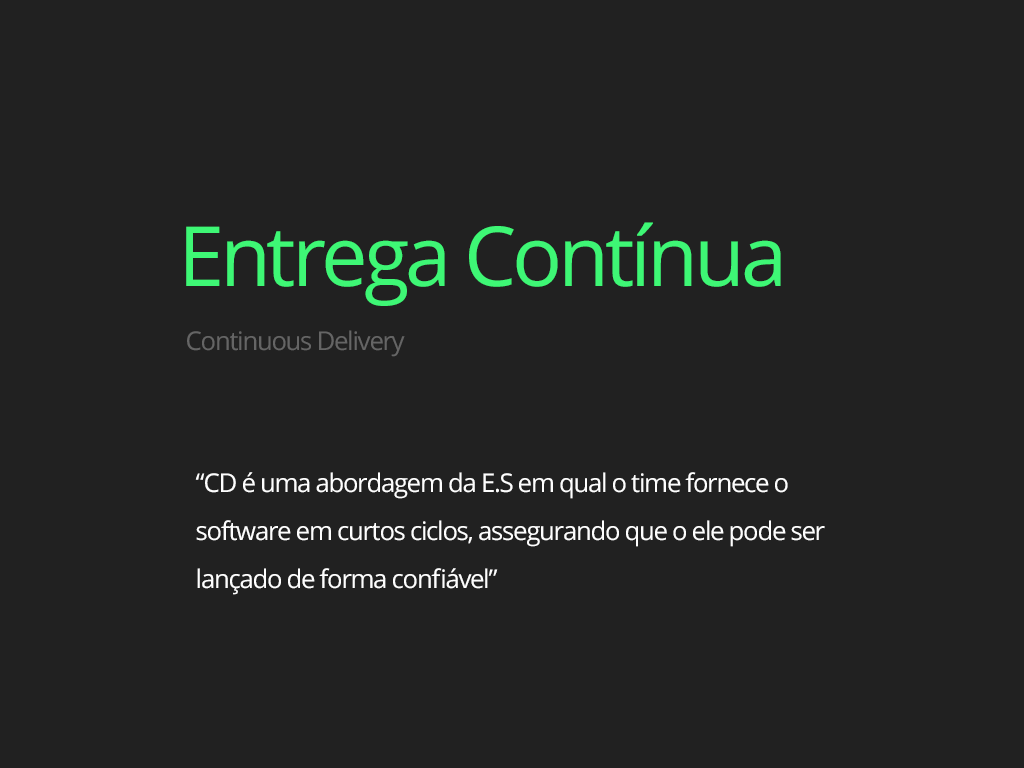 Entrega Contínua
Continuous Delivery
“CD é uma abordagem da E.S em qual o time fornece o
software em curtos ciclos, assegurando que o ele pode ser
lançado de forma confiável”